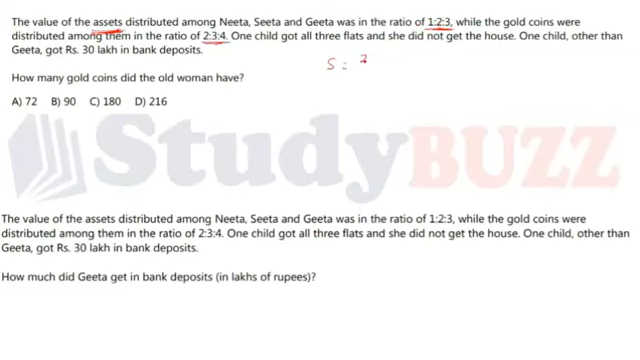 The value of the assets distributed among Neeta, Seeta and Geeta was in the ratio of 1:2:3, while the gold coins were
distributed among them in the ratio of 2:3:4. One child got all three flats and she did not get the house. One child, other than
Geeta, got Rs. 30 lakh in bank deposits.
S =
How many gold coins did the old woman have?
A) 72 B) 90 C) 180 D) 216
StudyBUZZ
The value of the assets distributed among Neeta, Seeta and Geeta was in the ratio of 1:2:3, while the gold coins were
distributed among them in the ratio of 2:3:4. One child got all three flats and she did not get the house. One child, other than
Geeta, got Rs. 30 lakh in bank deposits.
How much did Geeta get in bank deposits (in lakhs of rupees)?